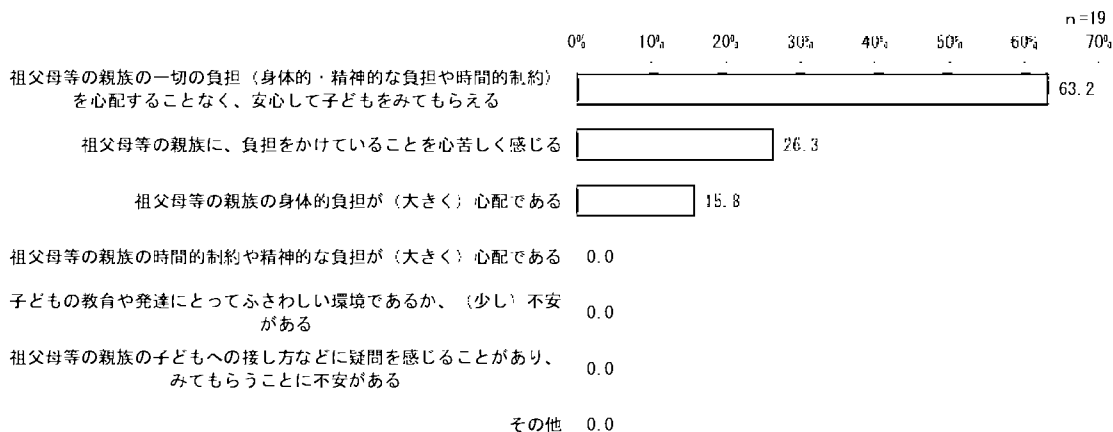 n=19
0% 10% 20% 30% 40% 50% 60% 70%
祖父母等の親族の一切の負担（身体的・精神的な負担や時間的制約）
を心配することなく、安心して子どもをみてもらえる
63.2
祖父母等の親族に、負担をかけていることを心苦しく感じる
26.3
祖父母等の親族の身体的負担が（大きく）心配である
15.8
祖父母等の親族の時間的制約や精神的な負担が（大きく）心配である
0.0
子どもの教育や発達にとってふさわしい環境であるか、（少し）不安
がある
0.0
祖父母等の親族の子どもへの接し方などに疑問を感じることがあり、
みてもらうことに不安がある
0.0
その他
0.0